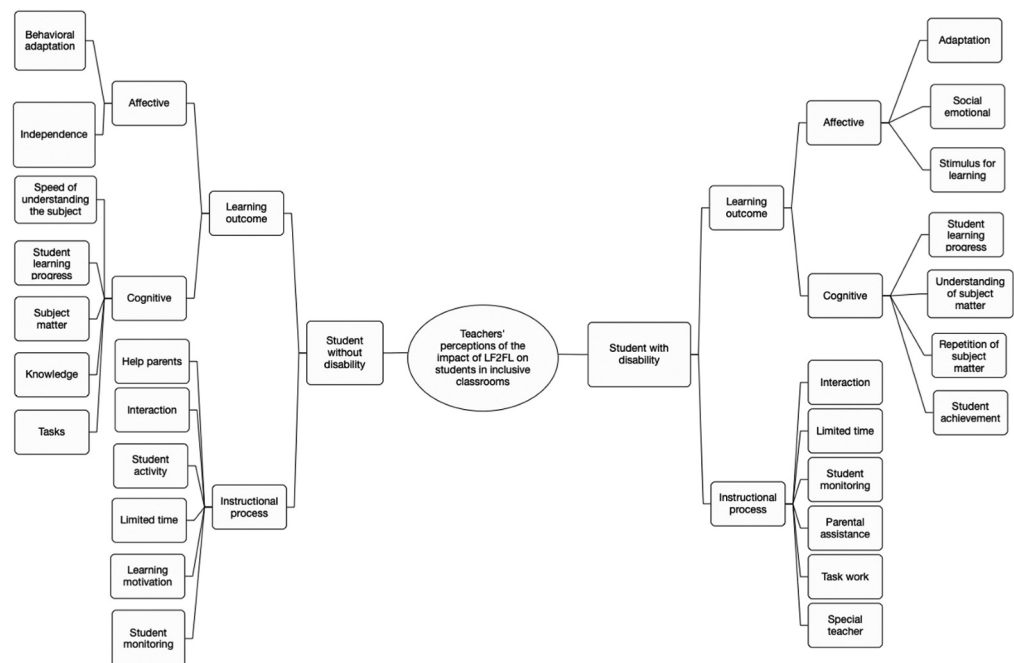 Behavioral
adaptation
Independence
Affective
Speed of
understanding
the subject
Student
learning
progress
Subject
matter
Knowledge
Tasks
Cognitive
Learning
outcome
Help parents
Interaction
Student
activity
Limited time
Learning
motivation
Student
monitoring
Instructional
process
Student
without
disability
Teachers'
perceptions of the
impact of LF2FL on
students in inclusive
classrooms
Student with
disability
Learning
outcome
Affective
Adaptation
Social
emotional
Stimulus for
learning
Cognitive
Student
learning
progress
Understanding
of subject
matter
Repetition of
subject
matter
Student
achievement
Instructional
process
Interaction
Limited time
Student
monitoring
Parental
assistance
Task work
Special
teacher